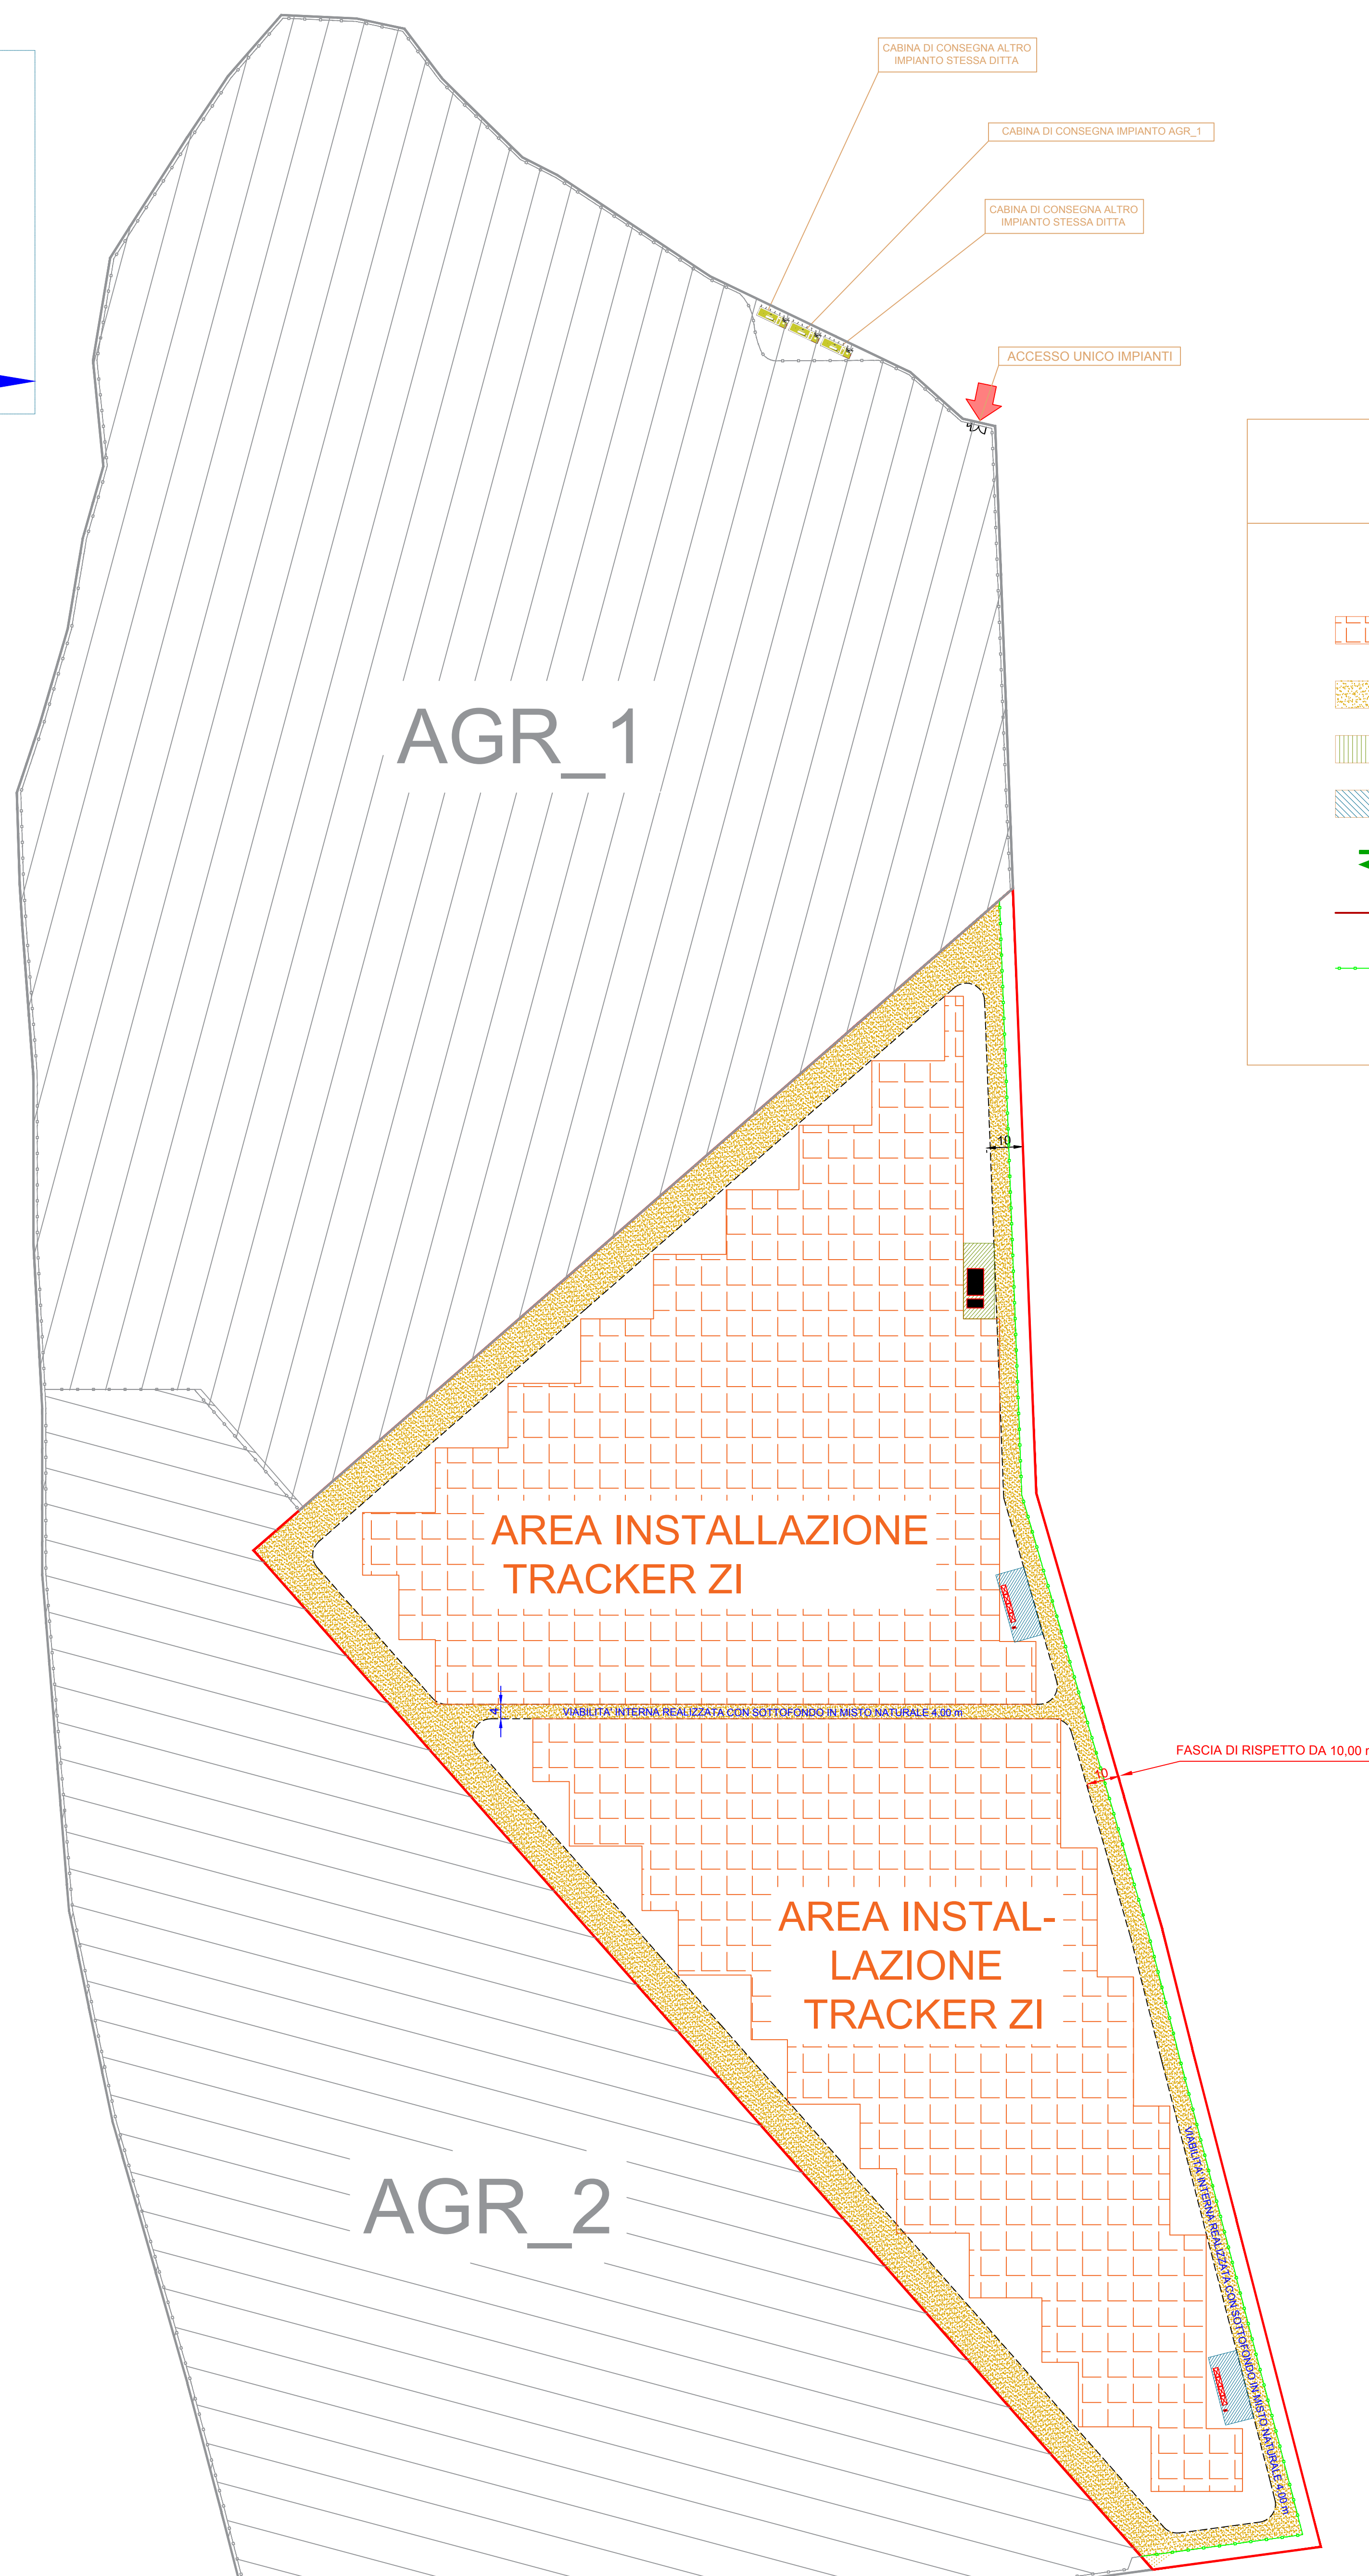 CABINA DI CONSEGNA ALTRO
IMPIANTO STESSA DITTA
CABINA DI CONSEGNA IMPIANTO AGR_1
CABINA DI CONSEGNA ALTRO
IMPIANTO STESSA DITTA
ACCESSO UNICO IMPIANTI
AGR_1
10
AREA INSTALLAZIONE
TRACKER ZI
4
VIABILITA' INTERNA REALIZZATA CON SOTTOFONDO IN MISTO NATURALE 4,00 m
FASCIA DI RISPETTO DA 10,00
10
AREA INSTAL-
LAZIONE
TRACKER ZI
VIABILITA' INTERNA REALIZZATA CON SOTTOFONDO IN MISTO NATURALE 4,00 m
AGR_2